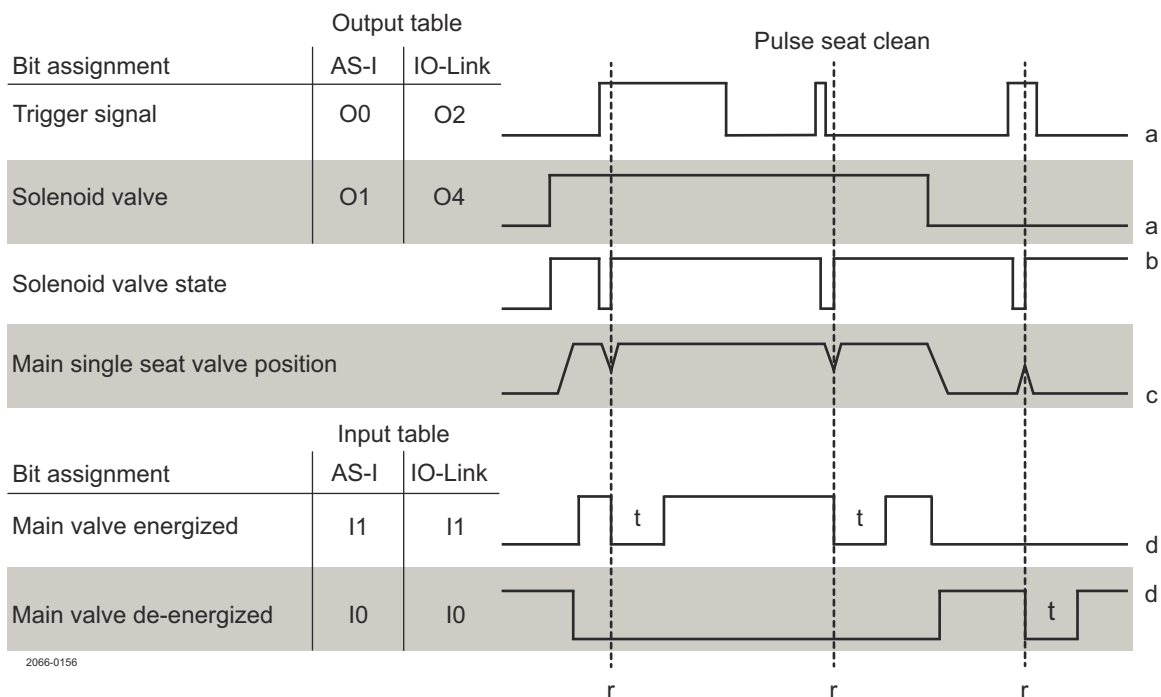 Output table
Pulse seat clean
Bit assignment AS-I IO-Link
Trigger signal O0 O2
a
Solenoid valve O1 O4
a
b
Solenoid valve state
Main single seat valve position
c
Input table
Bit assignment AS-I IO-Link
Main valve energized I1 I1
t t
d
d
Main valve de-energized I0 I0
t
2066-0156
r r r